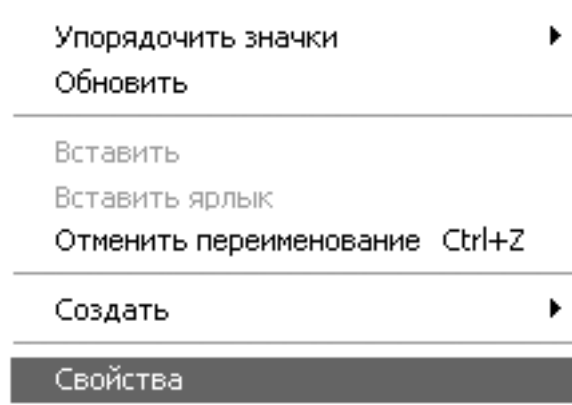 Упорядочить значки
Обновить
Вставить
Вставить ярлык
Отменить переименование Ctrl+Z
Создать
Свойства